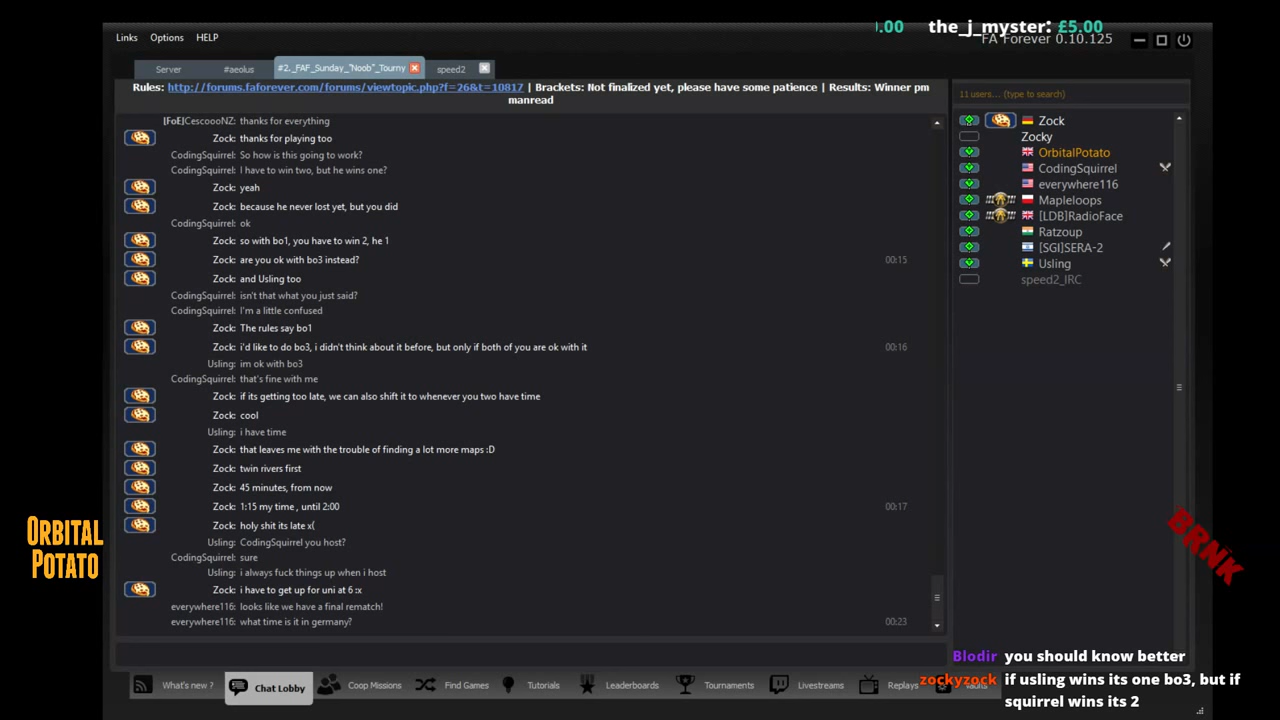 .00 the_j_myster: £5.00
Links Options HELP
FA Forever 0.10.125
Server #aeolus #2._FAF_Sunday_"Noob"_Tourny speed2
Rules: http://forums.faforever.com/forums/viewtopic.php?f=26&t=10817 | Brackets: Not finalized yet, please have some patience | Results: Winner pm
manread
[FoE]CescoooNZ: thanks for everything
Zock: thanks for playing too
CodingSquirrel: So how is this going to work?
CodingSquirrel: I have to win two, but he wins one?
Zock: yeah
Zock: because he never lost yet, but you did
CodingSquirrel: ok
Zock: so with bo1, you have to win 2, he 1
Zock: are you ok with bo3 instead? 00:15
Zock: and Usling too
CodingSquirrel: isn't that what you just said?
CodingSquirrel: I'm a little confused
Zock: The rules say bo1
Zock: i'd like to do bo3, i didn't think about it before, but only if both of you are ok with it 00:16
Usling: im ok with bo3
CodingSquirrel: that's fine with me
Zock: if its getting too late, we can also shift it to whenever you two have time
Zock: cool
Usling: i have time
Zock: that leaves me with the trouble of finding a lot more maps :D
Zock: twin rivers first
Zock: 45 minutes, from now
Zock: 1:15 my time , until 2:00 00:17
Zock: holy shit its late x(
Usling: CodingSquirrel you host?
CodingSquirrel: sure
Usling: i always fuck things up when i host
Zock: i have to get up for uni at 6 :x
everywhere116: looks like we have a final rematch!
everywhere116: what time is it in germany? 00:23
11 users... (type to search)
Zock
Zocky
OrbitalPotato
CodingSquirrel
everywhere116
Mapleloops
[LDB]RadioFace
Ratzoup
[SGI]SERA-2
Usling
speed2_IRC
ORBITAL
POTATO
BRNK
Blodir you should know better
zockyzock if usling wins its one bo3, but if
squirrel wins its 2
What's new ? Chat Lobby Coop Missions Find Games Tutorials Leaderboards Tournaments Livestreams Replays Vaults